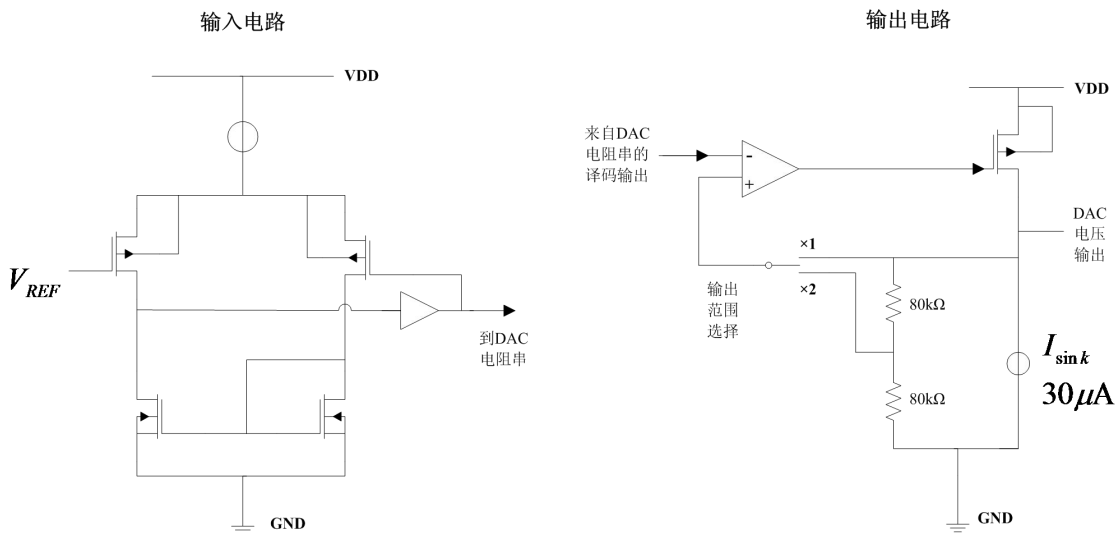 输入电路
VDD
V_REF
到DAC
电阻串
GND
输出电路
VDD
来自DAC
电阻串的
译码输出
-
+
DAC
电压
输出
×1
×2
输出
范围
选择
80kΩ
80kΩ
I_sink
30μA
GND